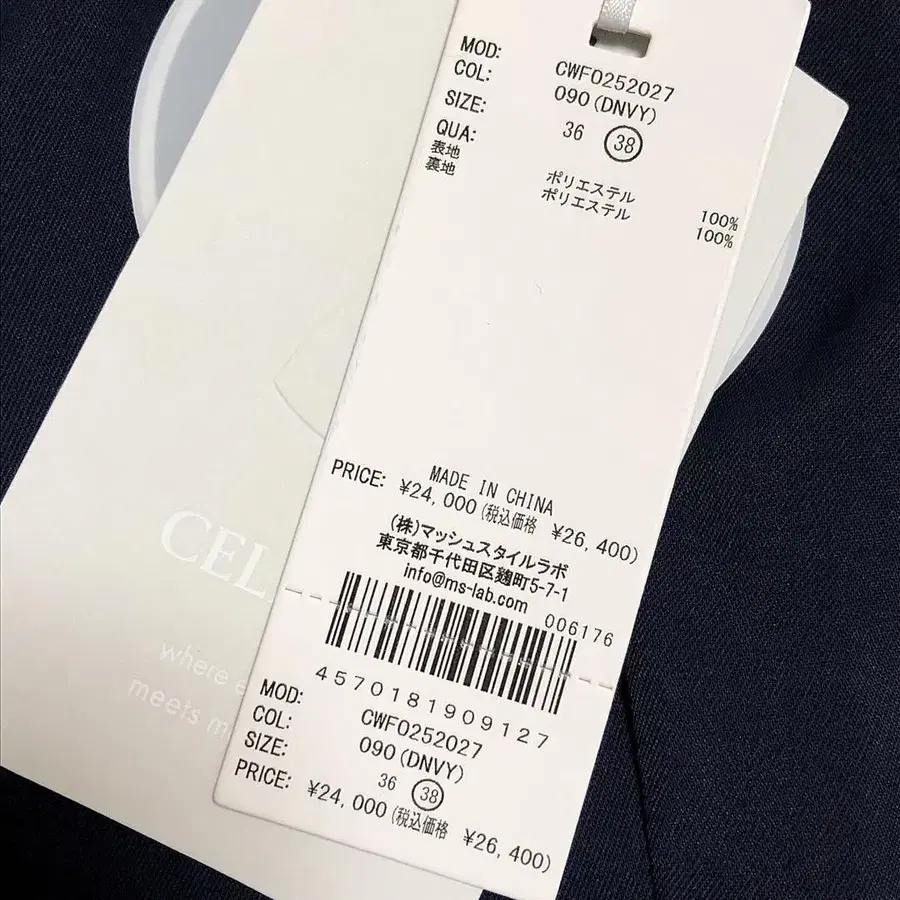 MOD: CWF0252027
COL: 090(DNVY)
SIZE: 36 38
QUA:
表地 ポリエステル 100%
裏地 ポリエステル 100%
MADE IN CHINA
PRICE: ¥24,000(税込価格 ¥26,400)
(株)マッシュスタイルラボ
東京都千代田区麹町5-7-1
info@ms-lab.com
006176
4570181909127
MOD: CWF0252027
COL: 090(DNVY)
SIZE: 36 38
PRICE: ¥24,000(税込価格 ¥26,400)
CEL
where e
meets m